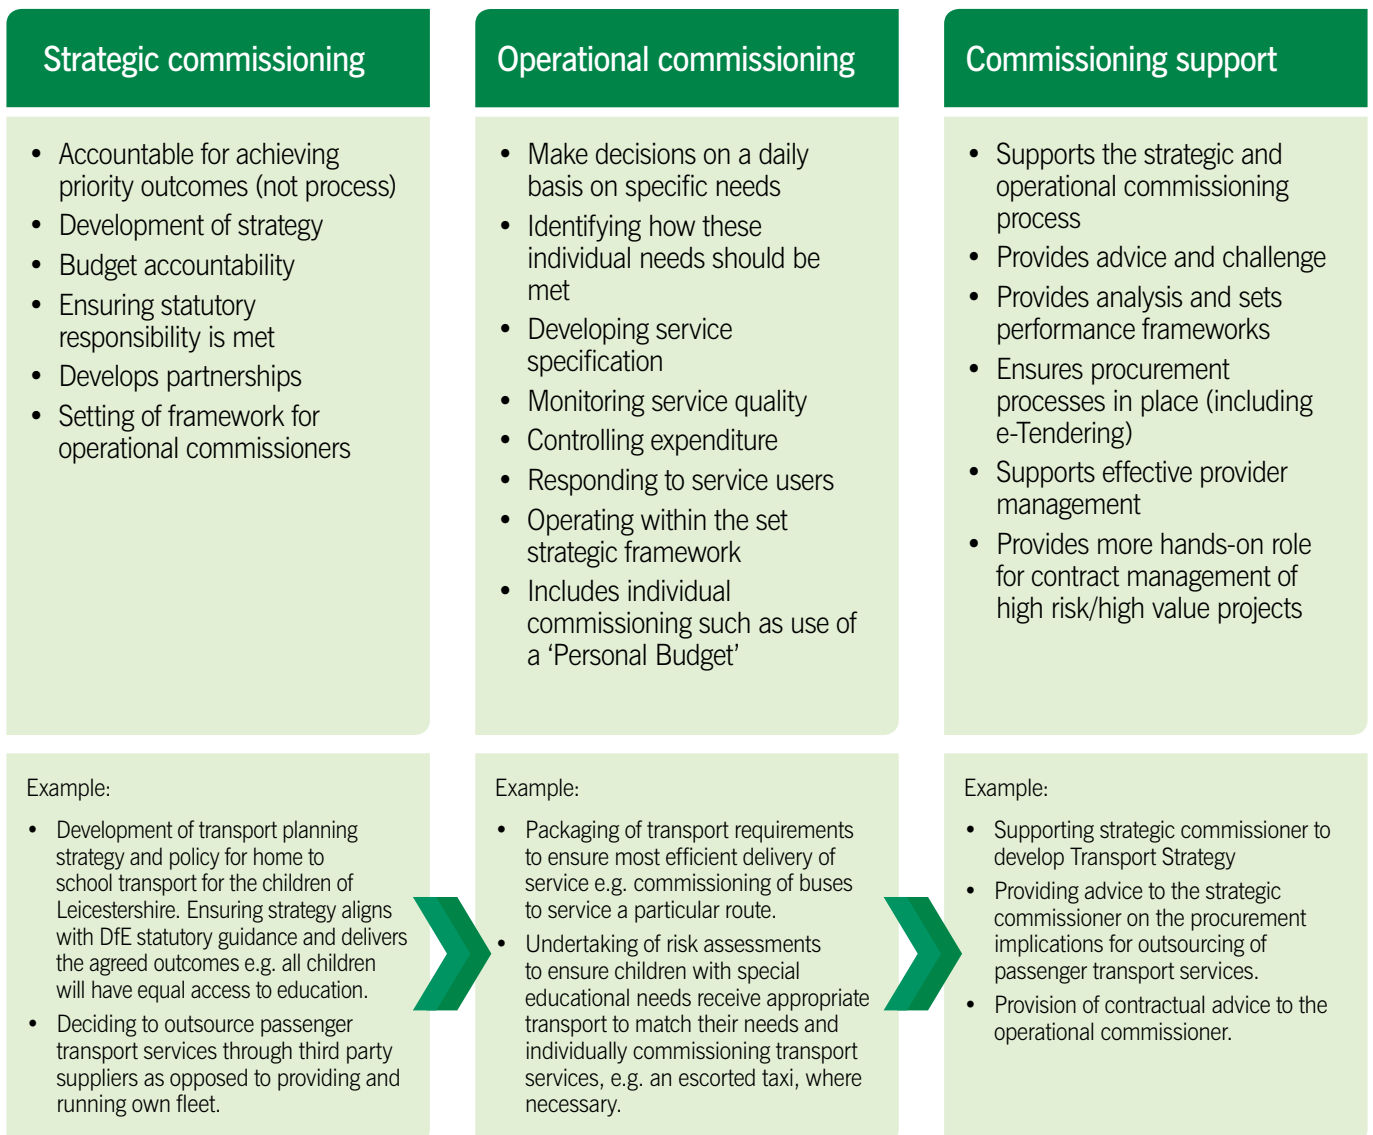 Strategic commissioning
• Accountable for achieving
priority outcomes (not process)
• Development of strategy
• Budget accountability
• Ensuring statutory
responsibility is met
• Develops partnerships
• Setting of framework for
operational commissioners
Example:
• Development of transport planning
strategy and policy for home to
school transport for the children of
Leicestershire. Ensuring strategy aligns
with DfE statutory guidance and delivers
the agreed outcomes e.g. all children
will have equal access to education.
• Deciding to outsource passenger
transport services through third party
suppliers as opposed to providing and
running own fleet.
Operational commissioning
• Make decisions on a daily
basis on specific needs
• Identifying how these
individual needs should be
met
• Developing service
specification
• Monitoring service quality
• Controlling expenditure
• Responding to service users
• Operating within the set
strategic framework
• Includes individual
commissioning such as use of
a ‘Personal Budget’
Example:
• Packaging of transport requirements
to ensure most efficient delivery of
service e.g. commissioning of buses
to service a particular route.
• Undertaking of risk assessments
to ensure children with special
educational needs receive appropriate
transport to match their needs and
individually commissioning transport
services, e.g. an escorted taxi, where
necessary.
Commissioning support
• Supports the strategic and
operational commissioning
process
• Provides advice and challenge
• Provides analysis and sets
performance frameworks
• Ensures procurement
processes in place (including
e-Tendering)
• Supports effective provider
management
• Provides more hands-on role
for contract management of
high risk/high value projects
Example:
• Supporting strategic commissioner to
develop Transport Strategy
• Providing advice to the strategic
commissioner on the procurement
implications for outsourcing of
passenger transport services.
• Provision of contractual advice to the
operational commissioner.